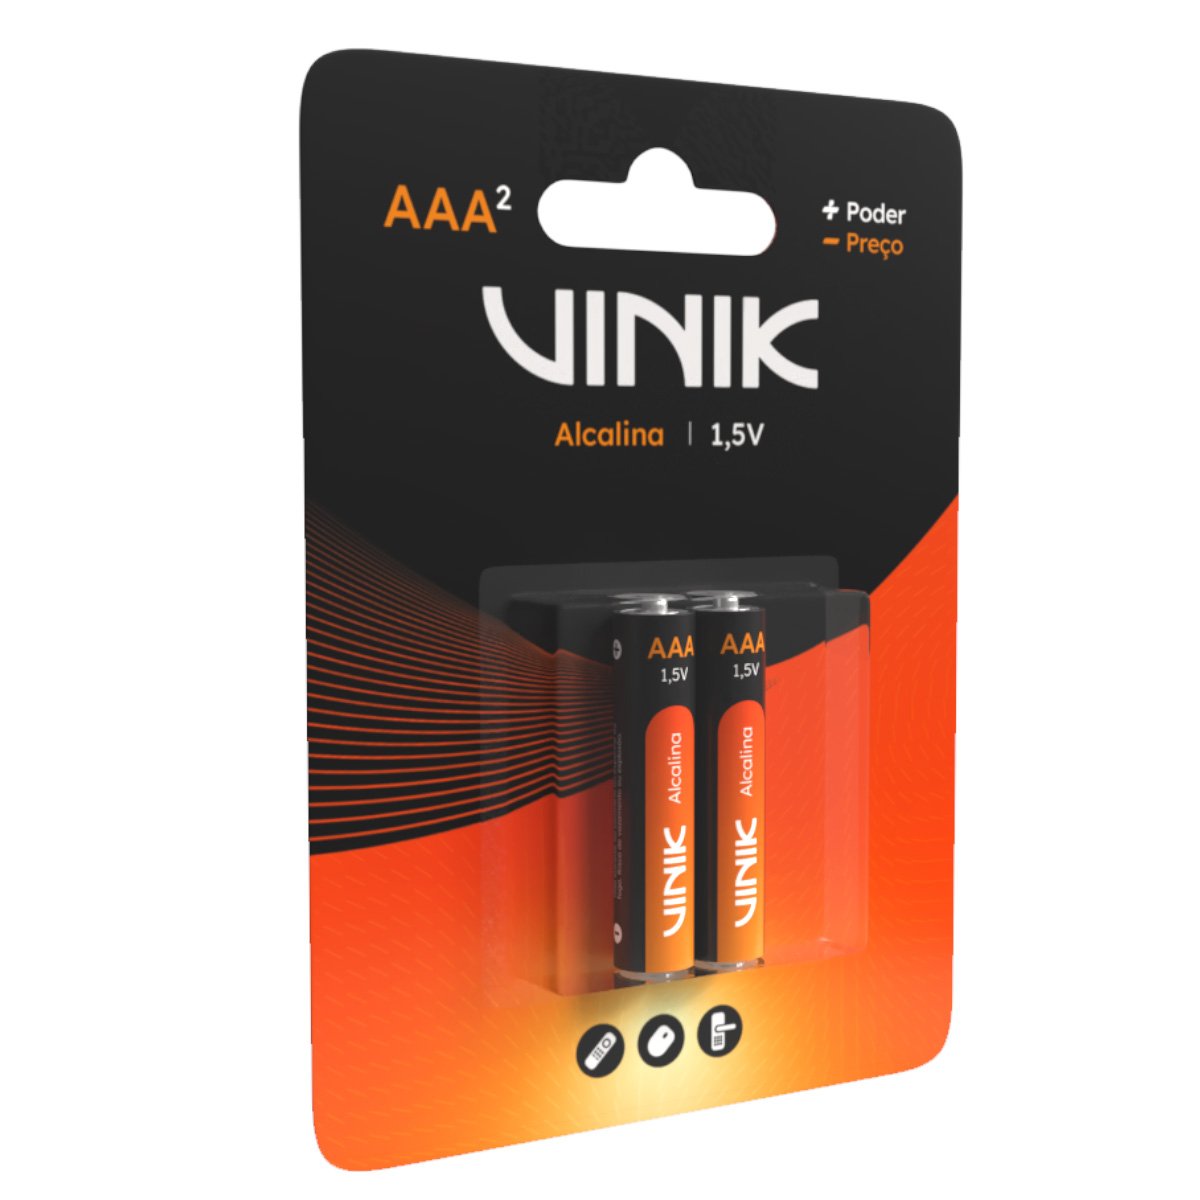 AAA²
+ Poder
- Preço
VINIK
Alcalina | 1,5V
AAA
1,5V
Alcalina
VINIK
AAA
1,5V
Alcalina
VINIK